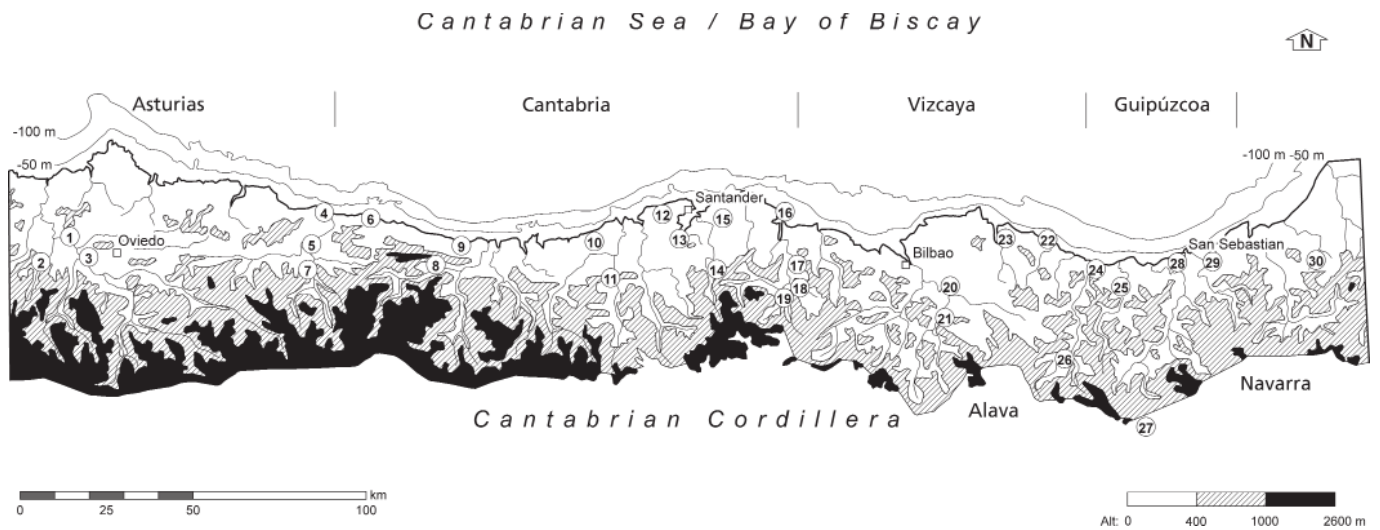 Cantabrian Sea / Bay of Biscay
N
Asturias
Cantabria
Vizcaya
Guipúzcoa
-100 m
-50 m
-100 m -50 m
Santander
Oviedo
Bilbao
San Sebastian
1
2
3
4
5
6
7
8
9
10
11
12
13
14
15
16
17
18
19
20
21
22
23
24
25
26
27
28
29
30
Navarra
Alava
Cantabrian Cordillera
km
0 25 50 100
Alt: 0 400 1000 2600 m